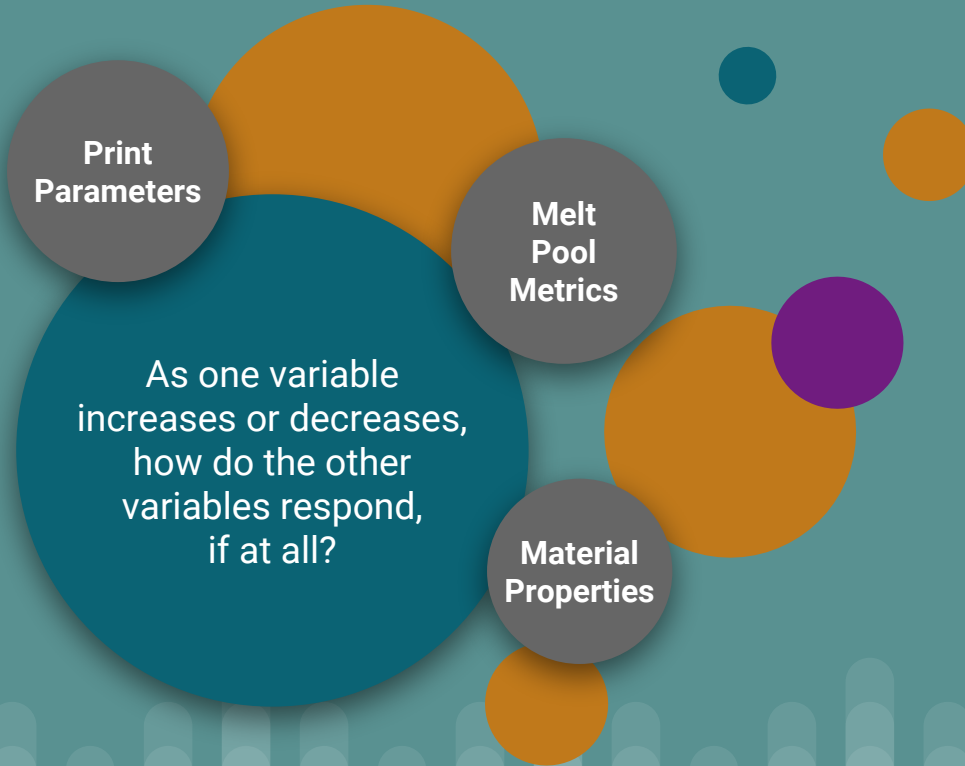 Print
Parameters
Melt
Pool
Metrics
As one variable
increases or decreases,
how do the other
variables respond,
if at all?
Material
Properties